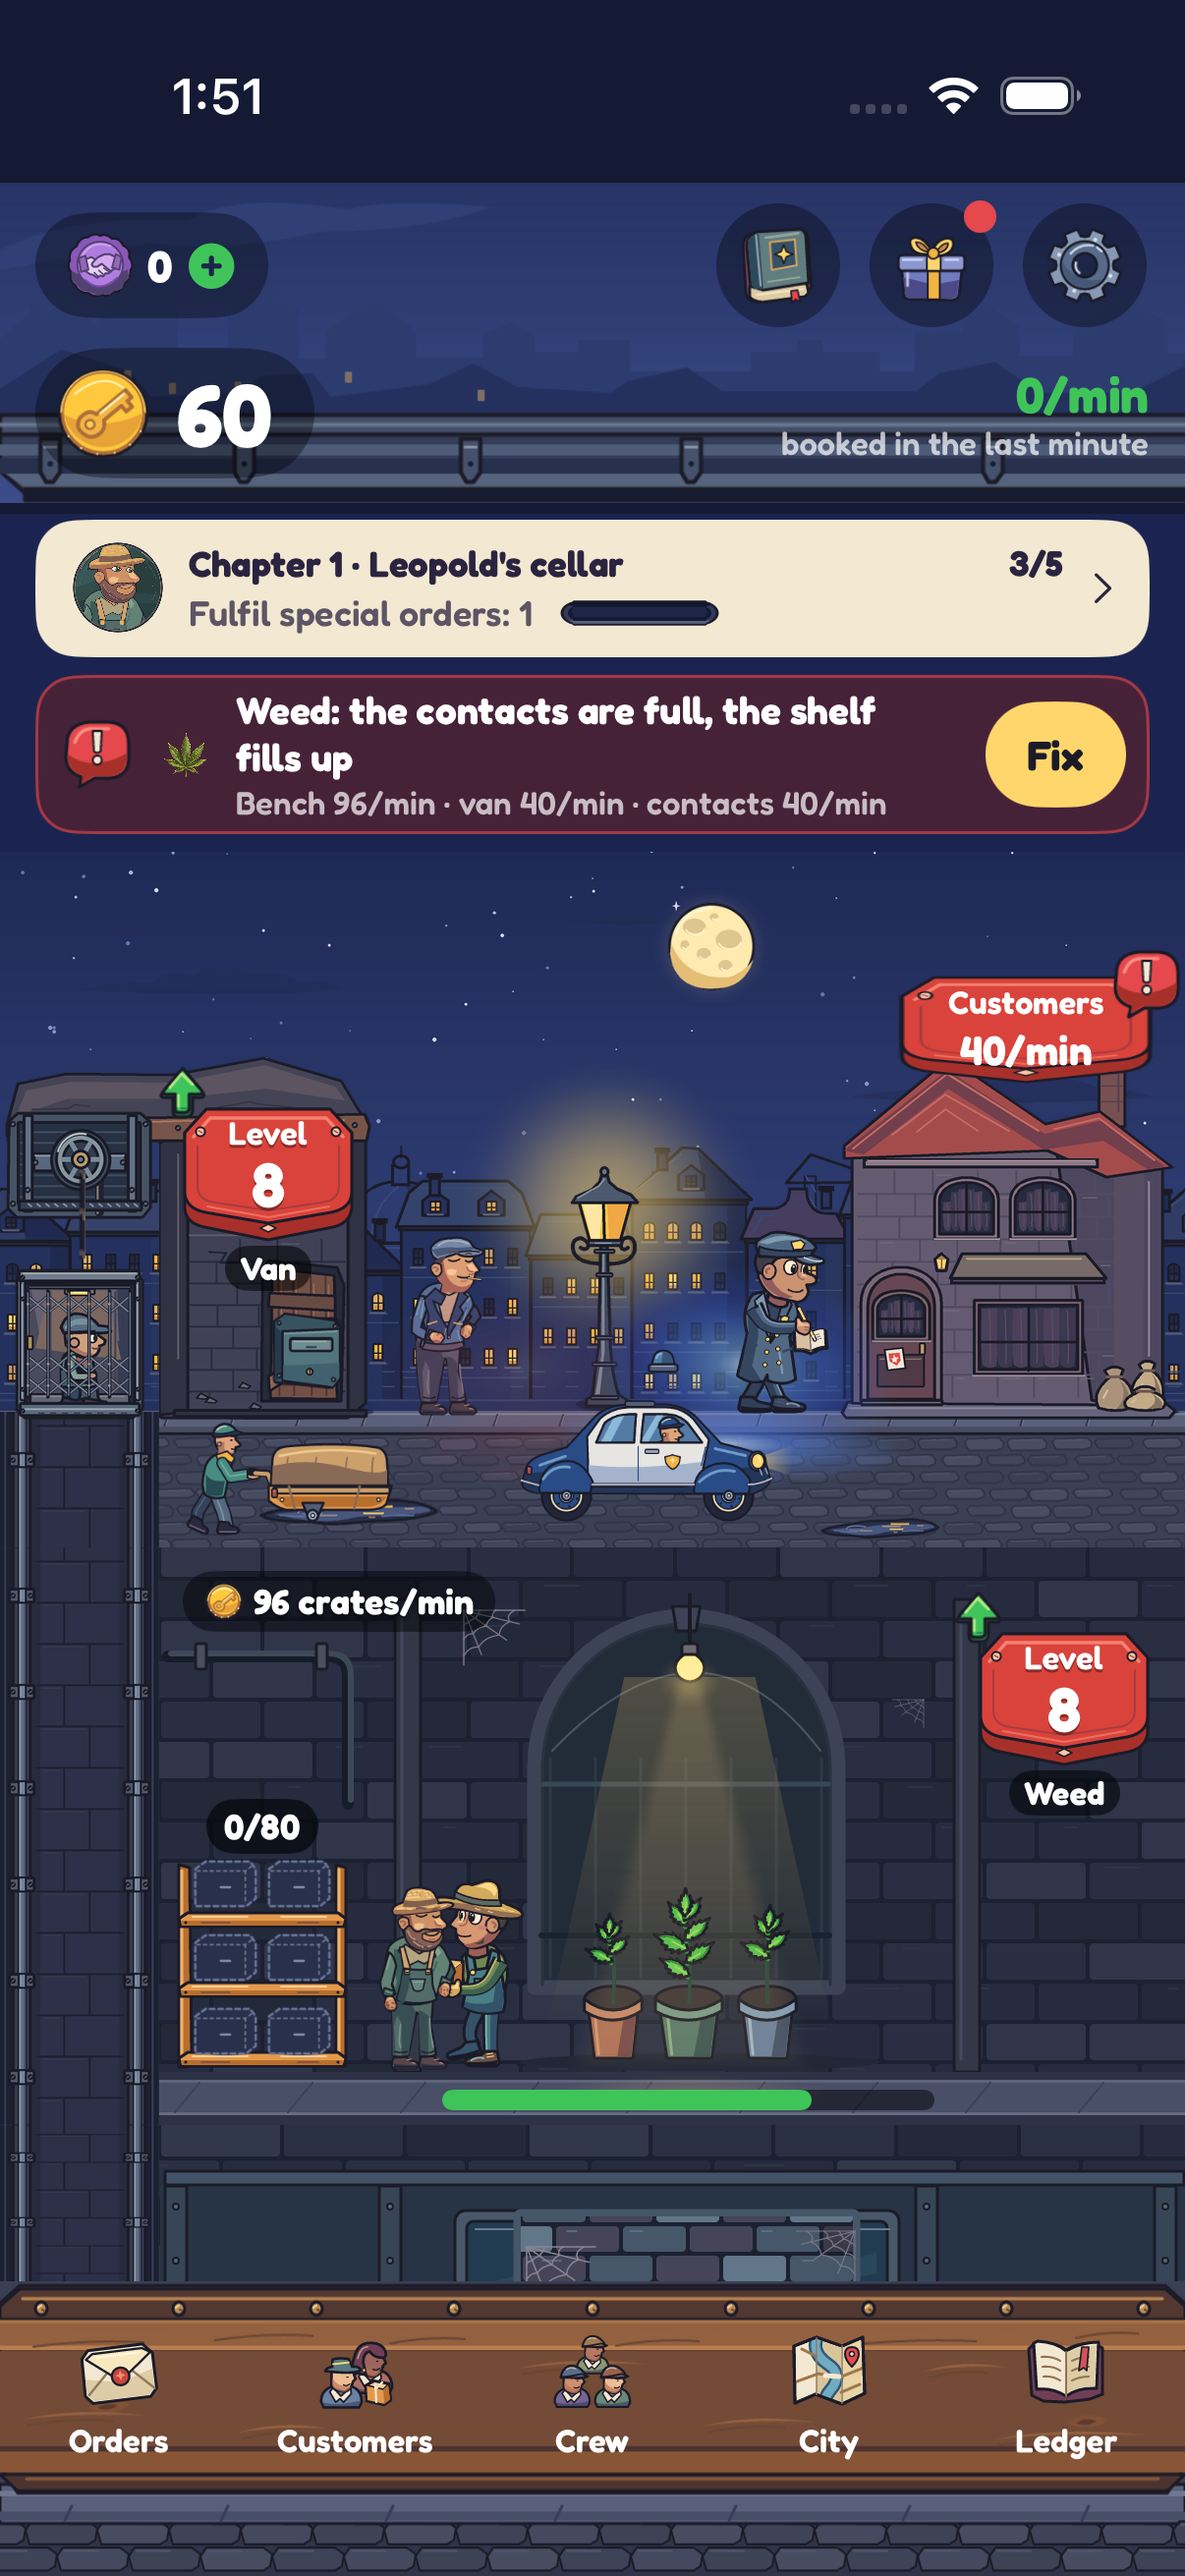 1:51
0
60
0/min
booked in the last minute
Chapter 1 · Leopold's cellar
3/5
Fulfil special orders: 1
Weed: the contacts are full, the shelf
fills up
Bench 96/min · van 40/min · contacts 40/min
Fix
Customers
40/min
Level
8
Van
96 crates/min
Level
8
Weed
0/80
Orders
Customers
Crew
City
Ledger